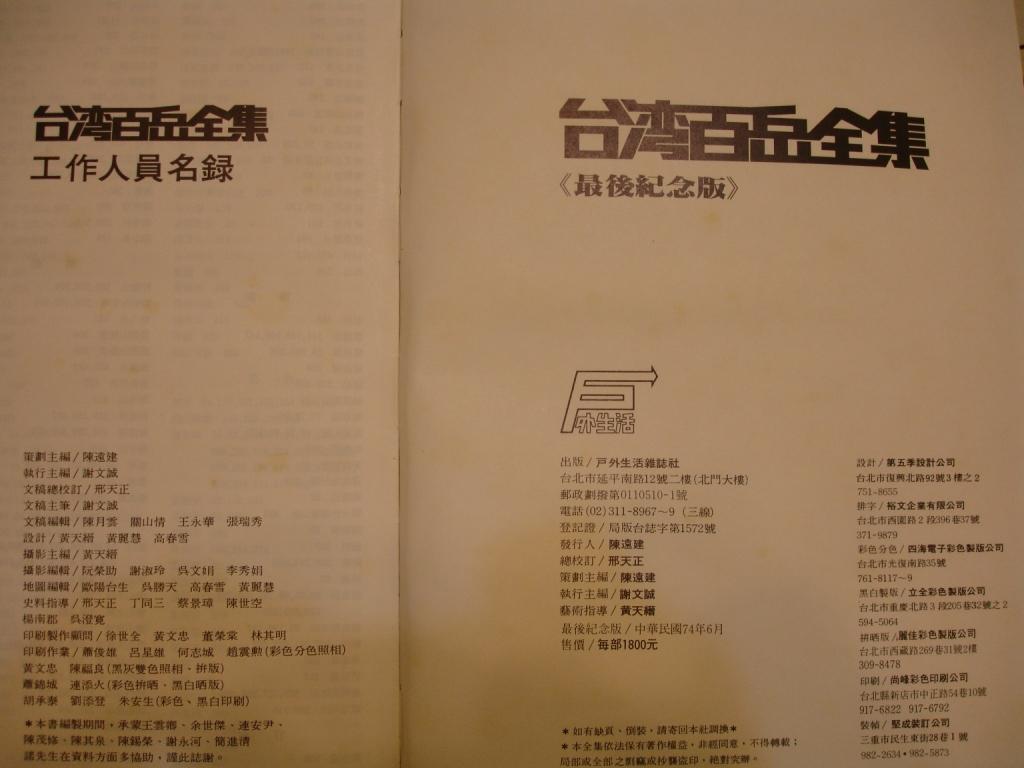 台湾百岳全集
工作人員名録
策劃主編/陳遠建
執行主編/謝文誠
文稿總校訂/邢天正
文稿主筆/謝文誠
文稿編輯/陳月雲 關山情 王永華 張瑞秀
設計/黃天縉 黃麗慧 高春雪
攝影主編/黃天縉
攝影編輯/阮榮助 謝淑玲 吳文娟 李秀娟
地圖編輯/歐陽台生 吳勝天 高春雪 黃麗慧
史料指導/邢天正 丁同三 蔡景璋 陳世空
楊南郡 吳澄寬
印刷製作顧問/徐世全 黃文忠 董榮棠 林其明
印刷作業/蕭俊雄 呂星雄 何志城 趙震勲(彩色分色照相)
黃文忠 陳福良(黑灰雙色照相、拚版)
蕭錦城 連添火(彩色拚晒、黑白晒版)
胡承泰 劉添登 朱安生(彩色、黑白印刷)
*本書編製期間,承蒙王雲卿、余世傑、連安尹、
陳茂修、陳其泉、陳錫榮、謝永河、簡進清
諸先生在資料方面多協助,謹此誌謝。
台湾百岳全集
《最後紀念版》
戶外生活
出版/戶外生活雜誌社
台北市延平南路12號二樓(北門大樓)
郵政劃撥第0110510-1號
電話(02)311-8967~9(三線)
登記證/局版台誌字第1572號
發行人/陳遠建
總校訂/邢天正
策劃主編/陳遠建
執行主編/謝文誠
藝術指導/黃天縉
最後紀念版/中華民國74年6月
售價/每部1800元
*如有缺頁、倒裝,請寄回本社調換*
*本全集依法保有著作權益,非經同意,不得轉載;
局部或全部之剽竊或抄襲盜印,絕對究辦。
設計/第五季設計公司
台北市復興北路92號3樓之2
751-8655
排字/裕文企業有限公司
台北市西園路2段396巷37號
371-9879
彩色分色/四海電子彩色製版公司
台北市光復南路35號
761-8117~9
黑白製版/立全彩色製版公司
台北市重慶北路3段205巷32號之2
594-5064
拚晒版/麗佳彩色製版公司
台北市西藏路269巷31號2樓
309-8478
印刷/尚峰彩色印刷公司
台北縣新店市中正路54巷10號
917-6822 917-6792
裝幀/堅成裝訂公司
三重市民生東街28巷1號
982-2634·982-5873